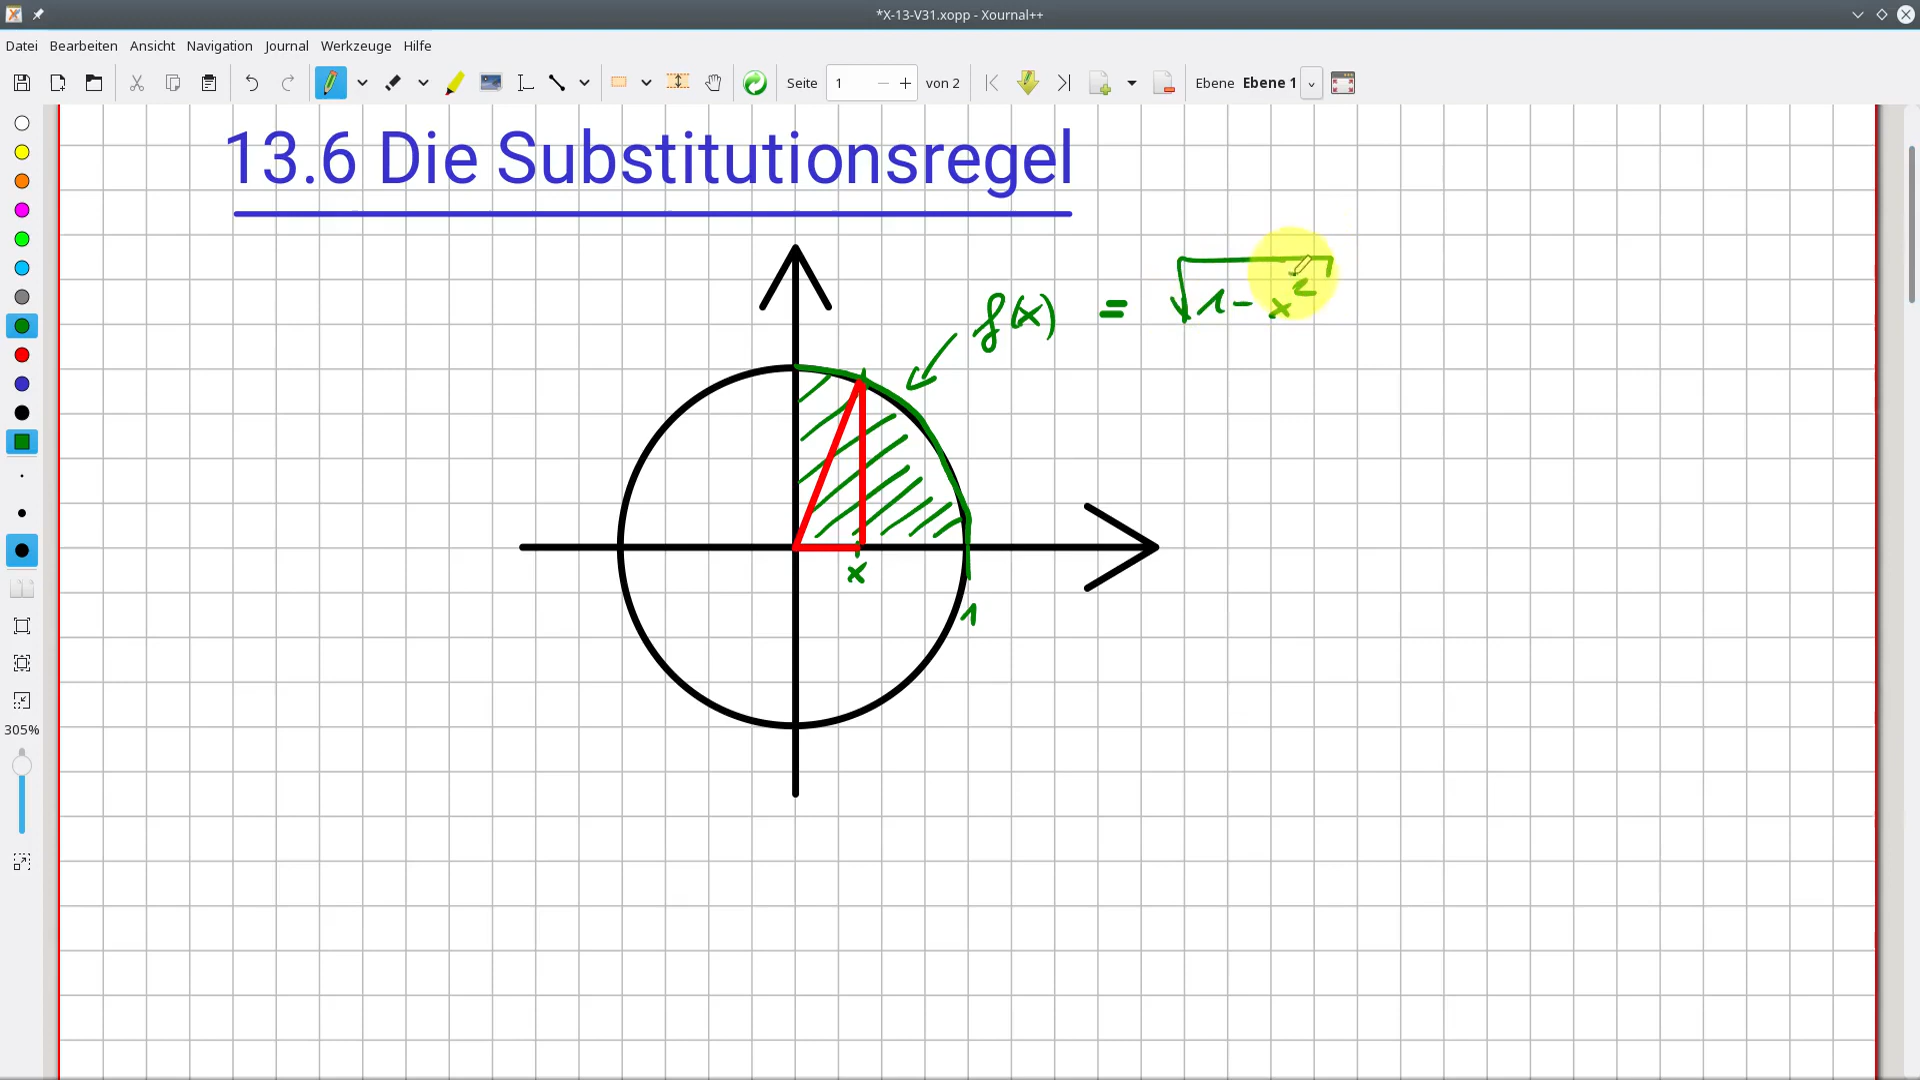 *X-13-V31.xopp - Xournal++
Datei Bearbeiten Ansicht Navigation Journal Werkzeuge Hilfe
Seite 1 von 2 Ebene Ebene 1
13.6 Die Substitutionsregel
f(x) = √1-x²
x
1
305%